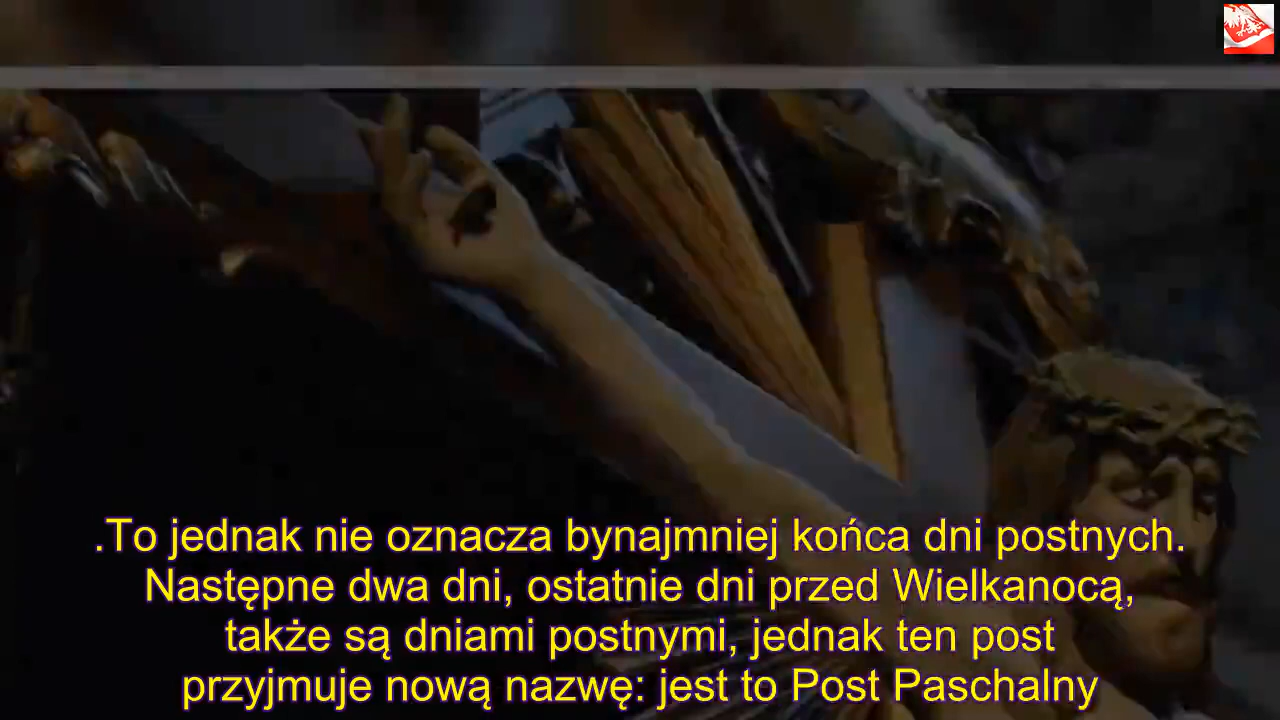 .To jednak nie oznacza bynajmniej końca dni postnych.
Następne dwa dni, ostatnie dni przed Wielkanocą,
także są dniami postnymi, jednak ten post
przyjmuje nową nazwę: jest to Post Paschalny